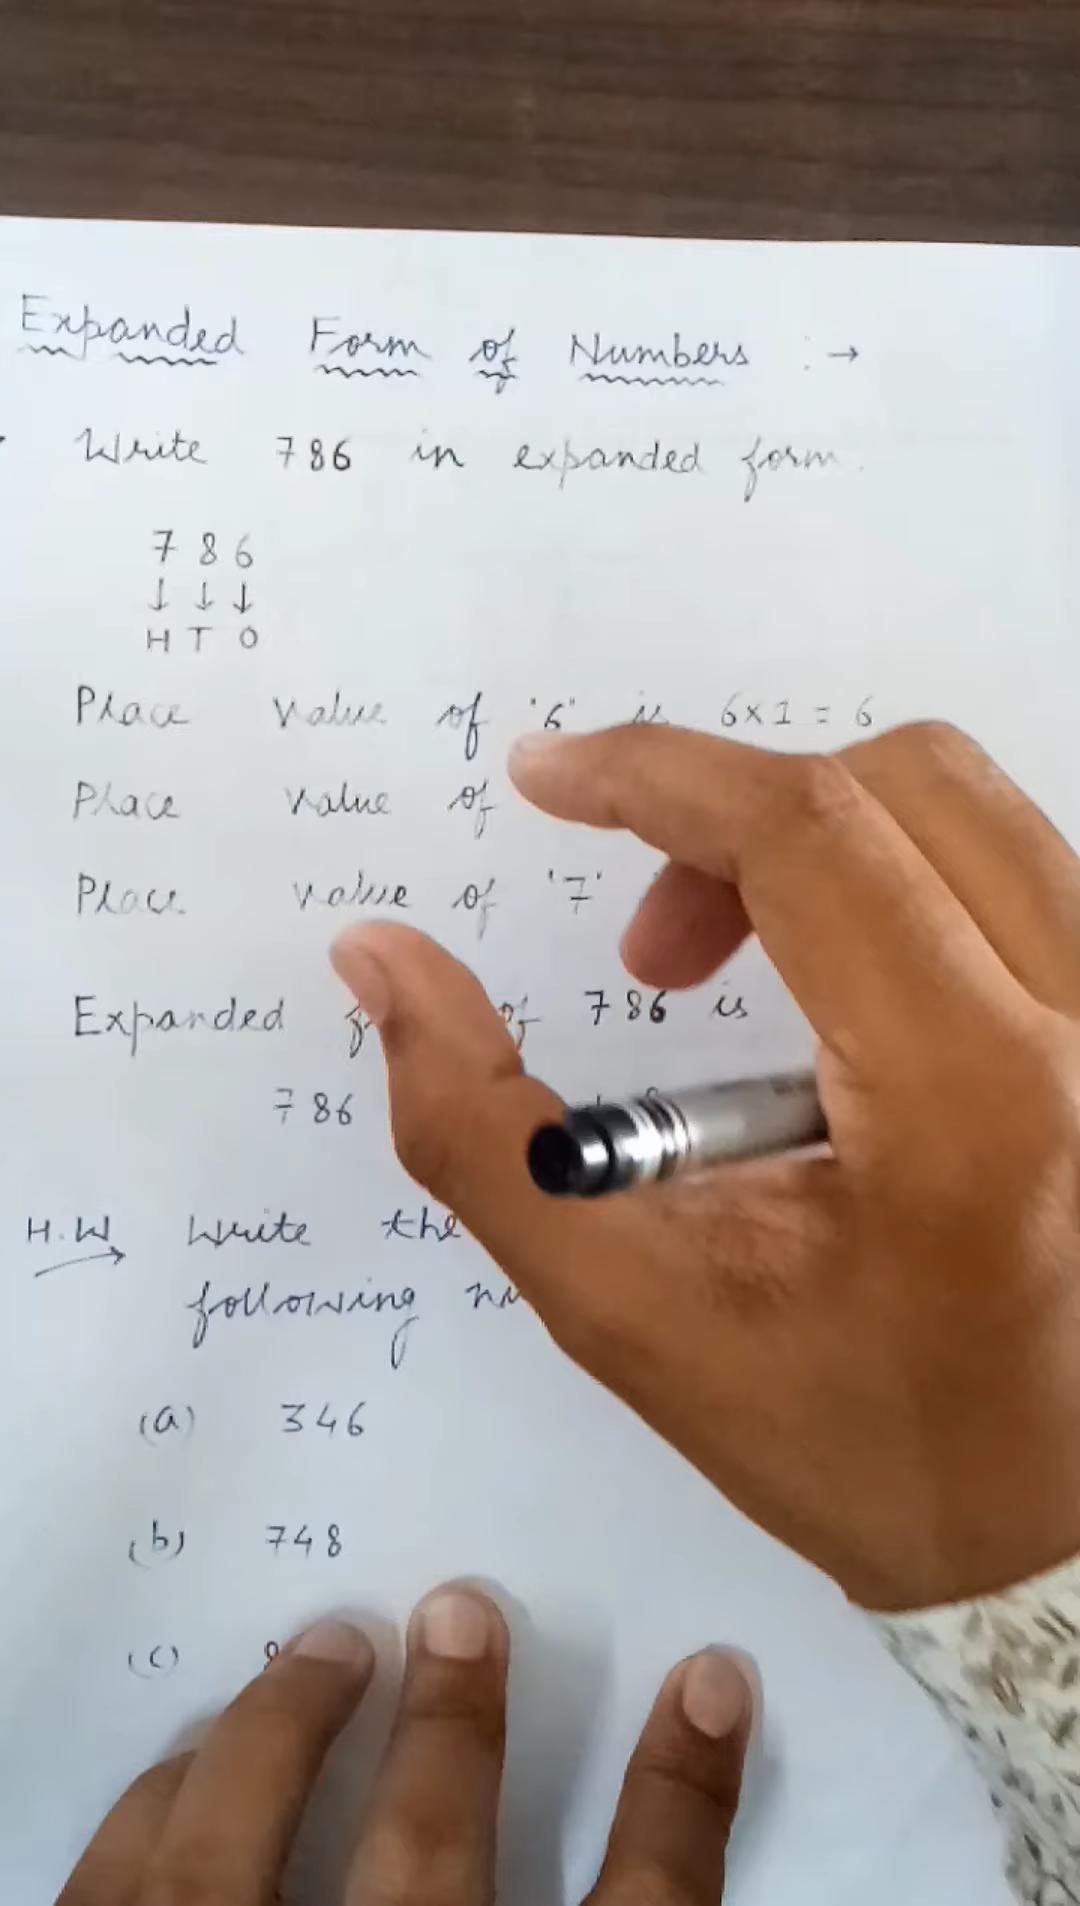 Expanded Form of Numbers :→
Write 786 in expanded form.
7 8 6
↓ ↓ ↓
H T O
Place value of '6' is 6×1 = 6
Place value of
Place value of '7'
Expanded of 786 is
786
H.W Write the
following
(a) 346
(b) 748
(c)